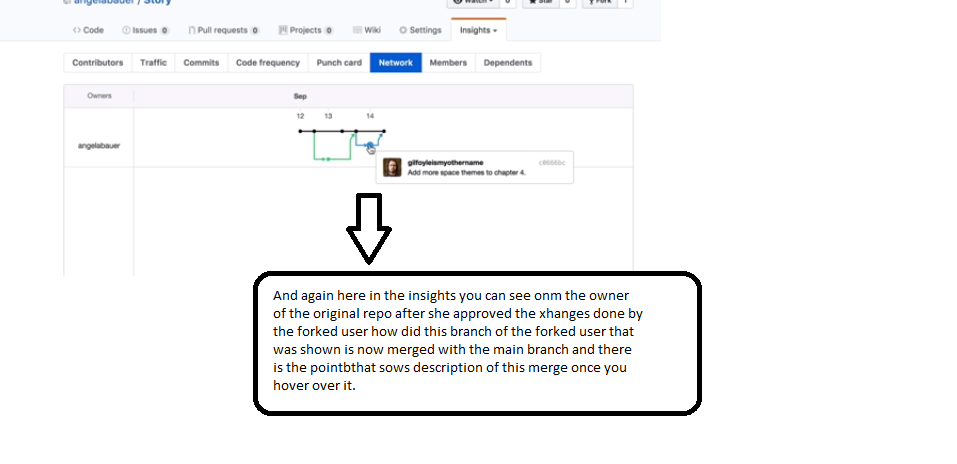 angelabauer / Story
Watch 0 Star 0 Fork 1
Code Issues 0 Pull requests 0 Projects 0 Wiki Settings Insights
Contributors Traffic Commits Code frequency Punch card Network Members Dependents
Owners Sep
12 13 14
angelabauer
gilfoyleismyothername
Add more space themes to chapter 4.
And again here in the insights you can see onm the owner
of the original repo after she approved the xhanges done by
the forked user how did this branch of the forked user that
was shown is now merged with the main branch and there
is the pointbthat sows description of this merge once you
hover over it.